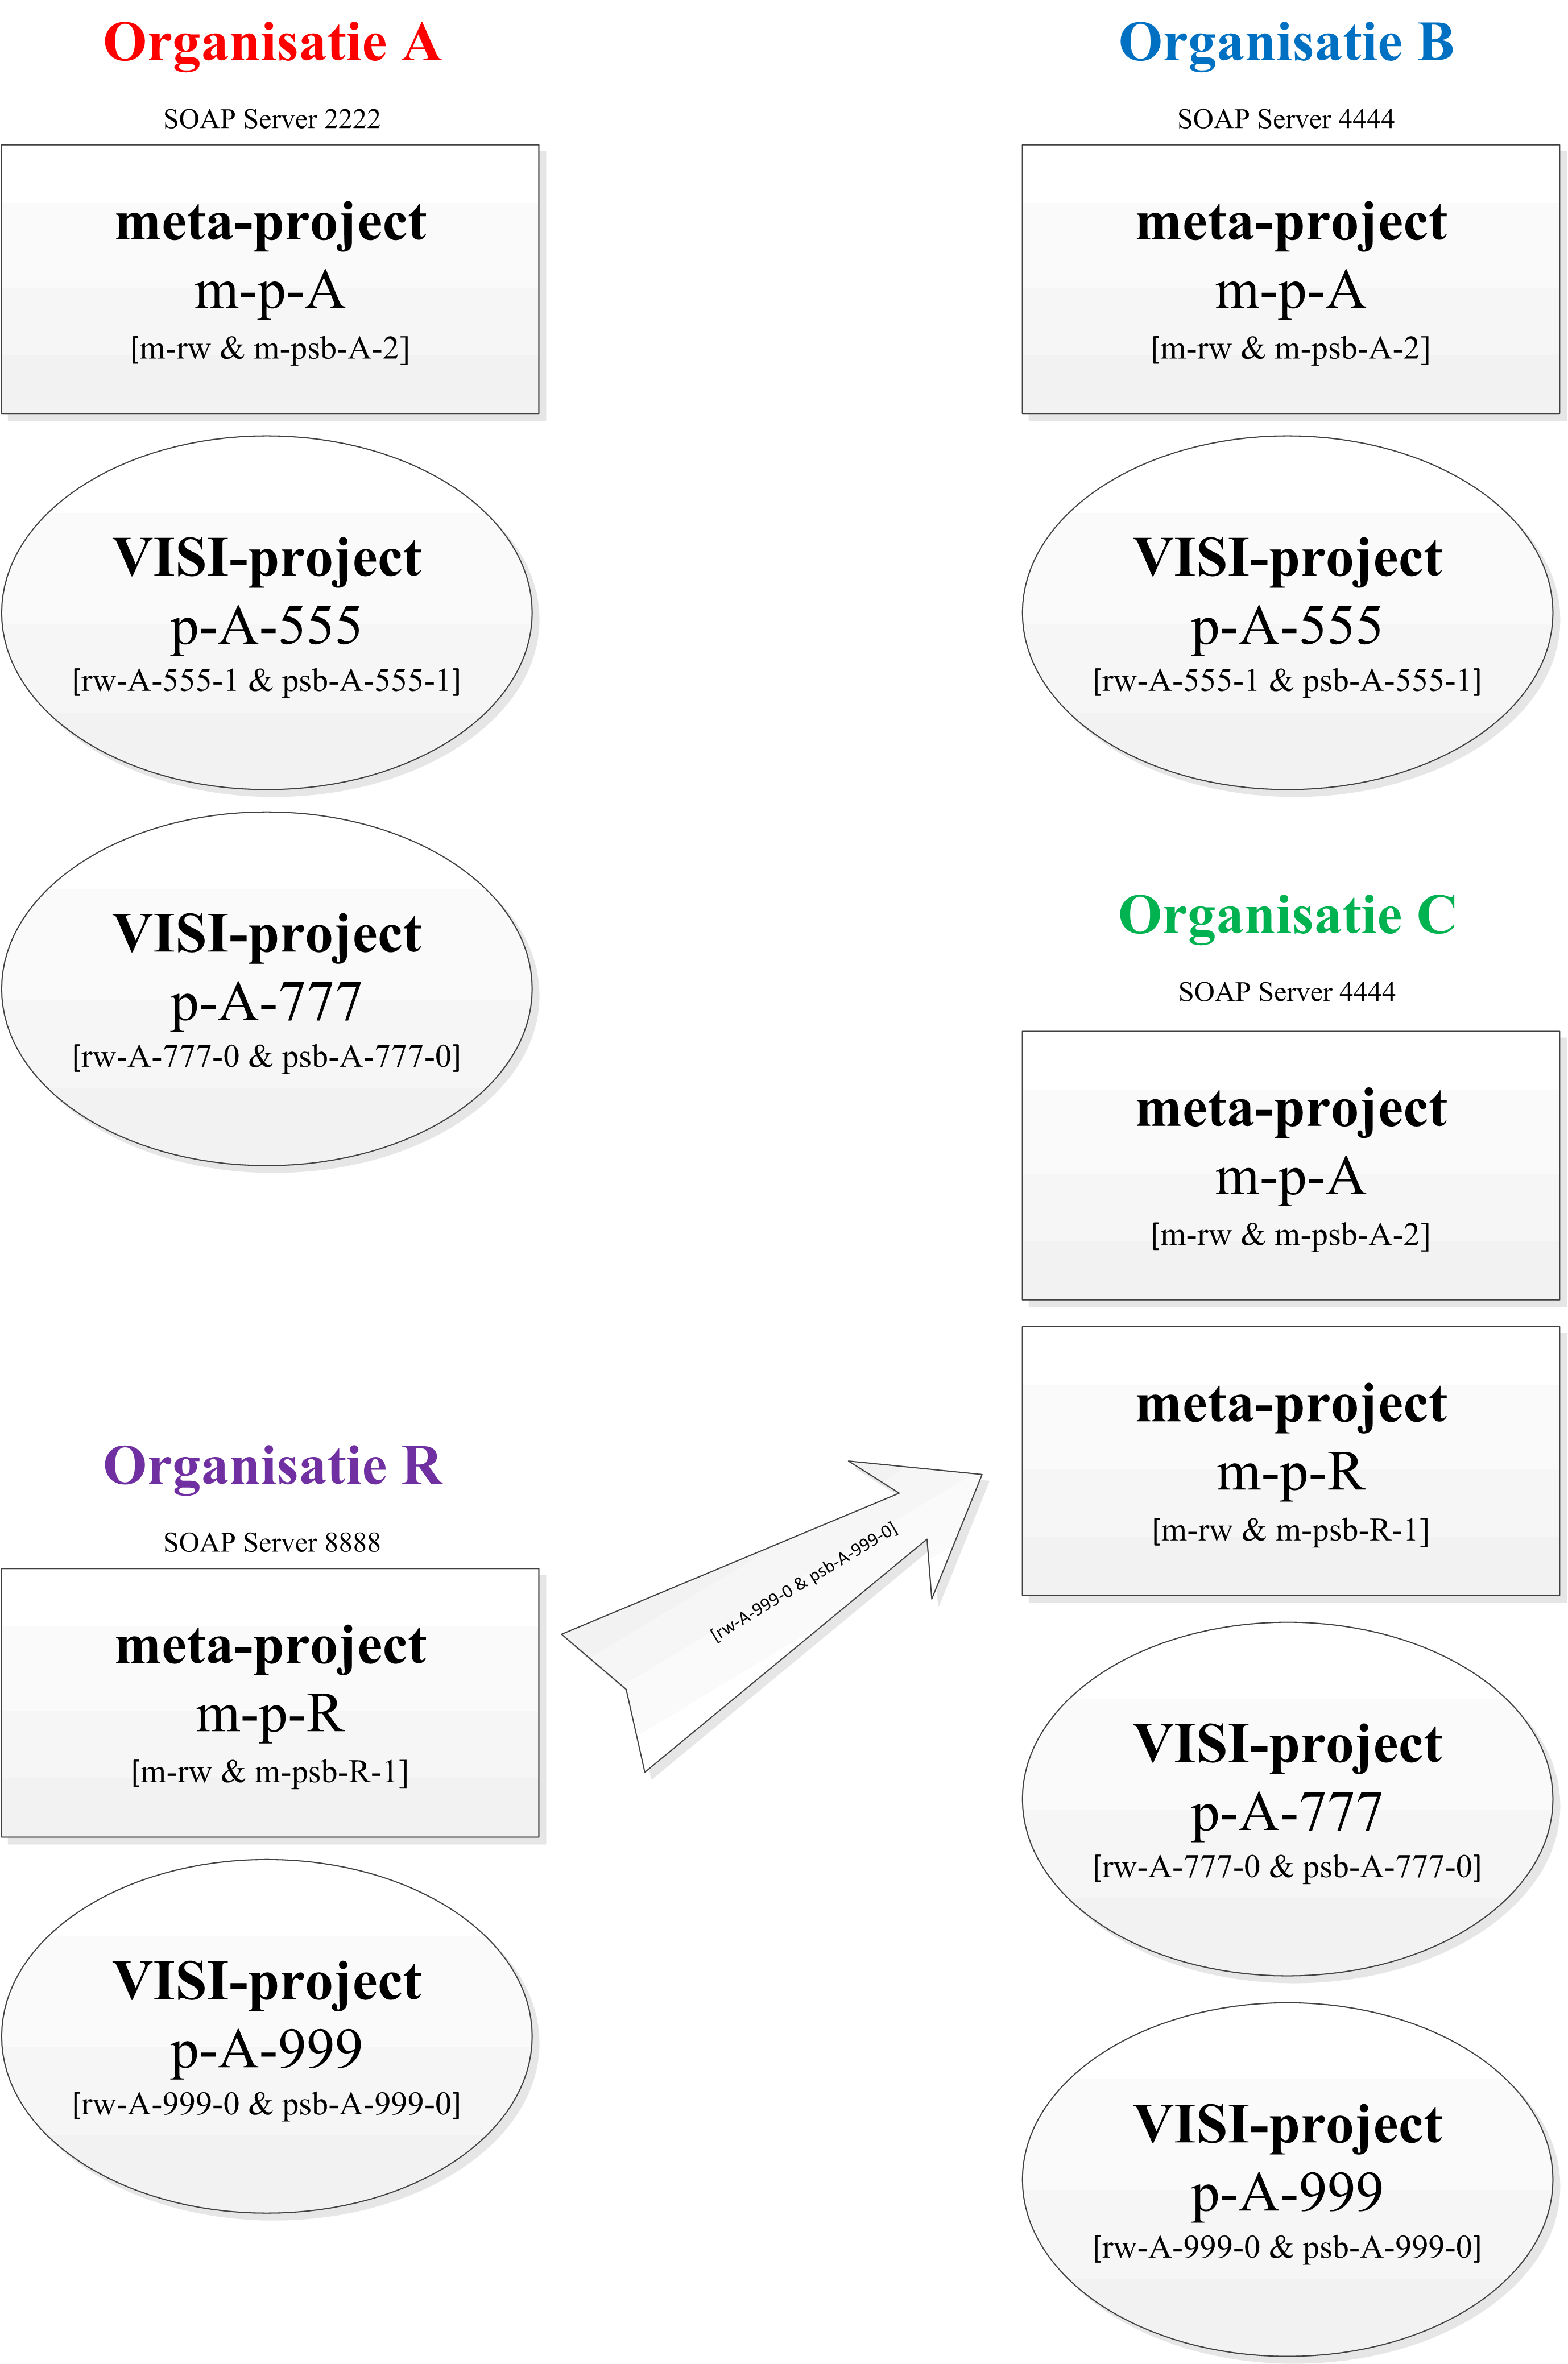 Organisatie A
SOAP Server 2222
meta-project
m-p-A
[m-rw & m-psb-A-2]
VISI-project
p-A-555
[rw-A-555-1 & psb-A-555-1]
VISI-project
p-A-777
[rw-A-777-0 & psb-A-777-0]
Organisatie B
SOAP Server 4444
meta-project
m-p-A
[m-rw & m-psb-A-2]
VISI-project
p-A-555
[rw-A-555-1 & psb-A-555-1]
Organisatie R
SOAP Server 8888
meta-project
m-p-R
[m-rw & m-psb-R-1]
VISI-project
p-A-999
[rw-A-999-0 & psb-A-999-0]
[rw-A-999-0 & psb-A-999-0]
Organisatie C
SOAP Server 4444
meta-project
m-p-A
[m-rw & m-psb-A-2]
meta-project
m-p-R
[m-rw & m-psb-R-1]
VISI-project
p-A-777
[rw-A-777-0 & psb-A-777-0]
VISI-project
p-A-999
[rw-A-999-0 & psb-A-999-0]